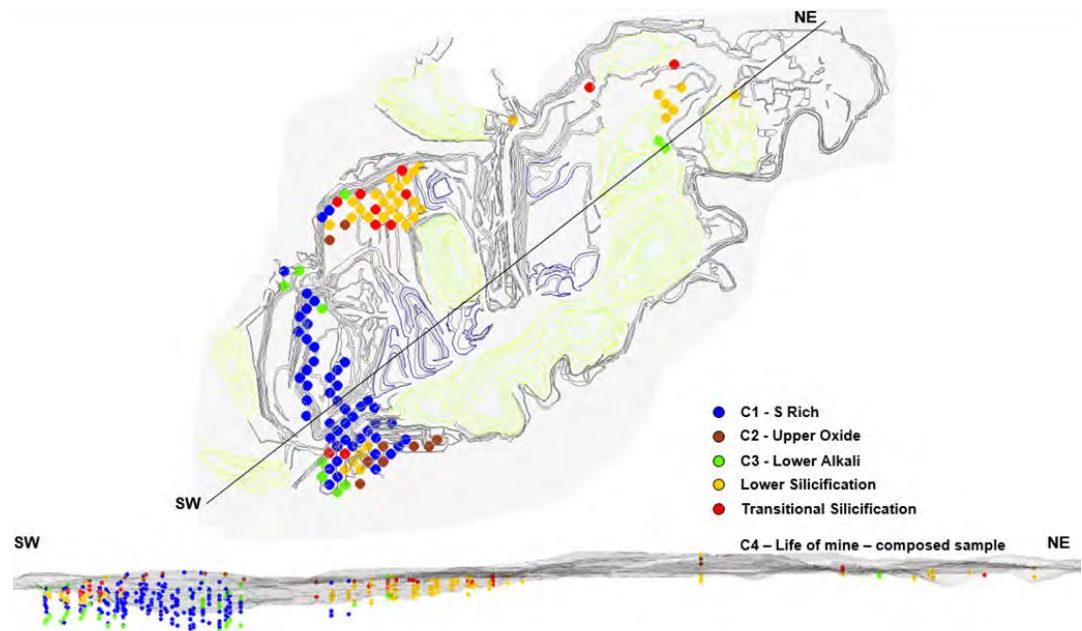 NE
SW
C1 - S Rich
C2 - Upper Oxide
C3 - Lower Alkali
Lower Silicification
Transitional Silicification
C4 – Life of mine – composed sample
SW
NE